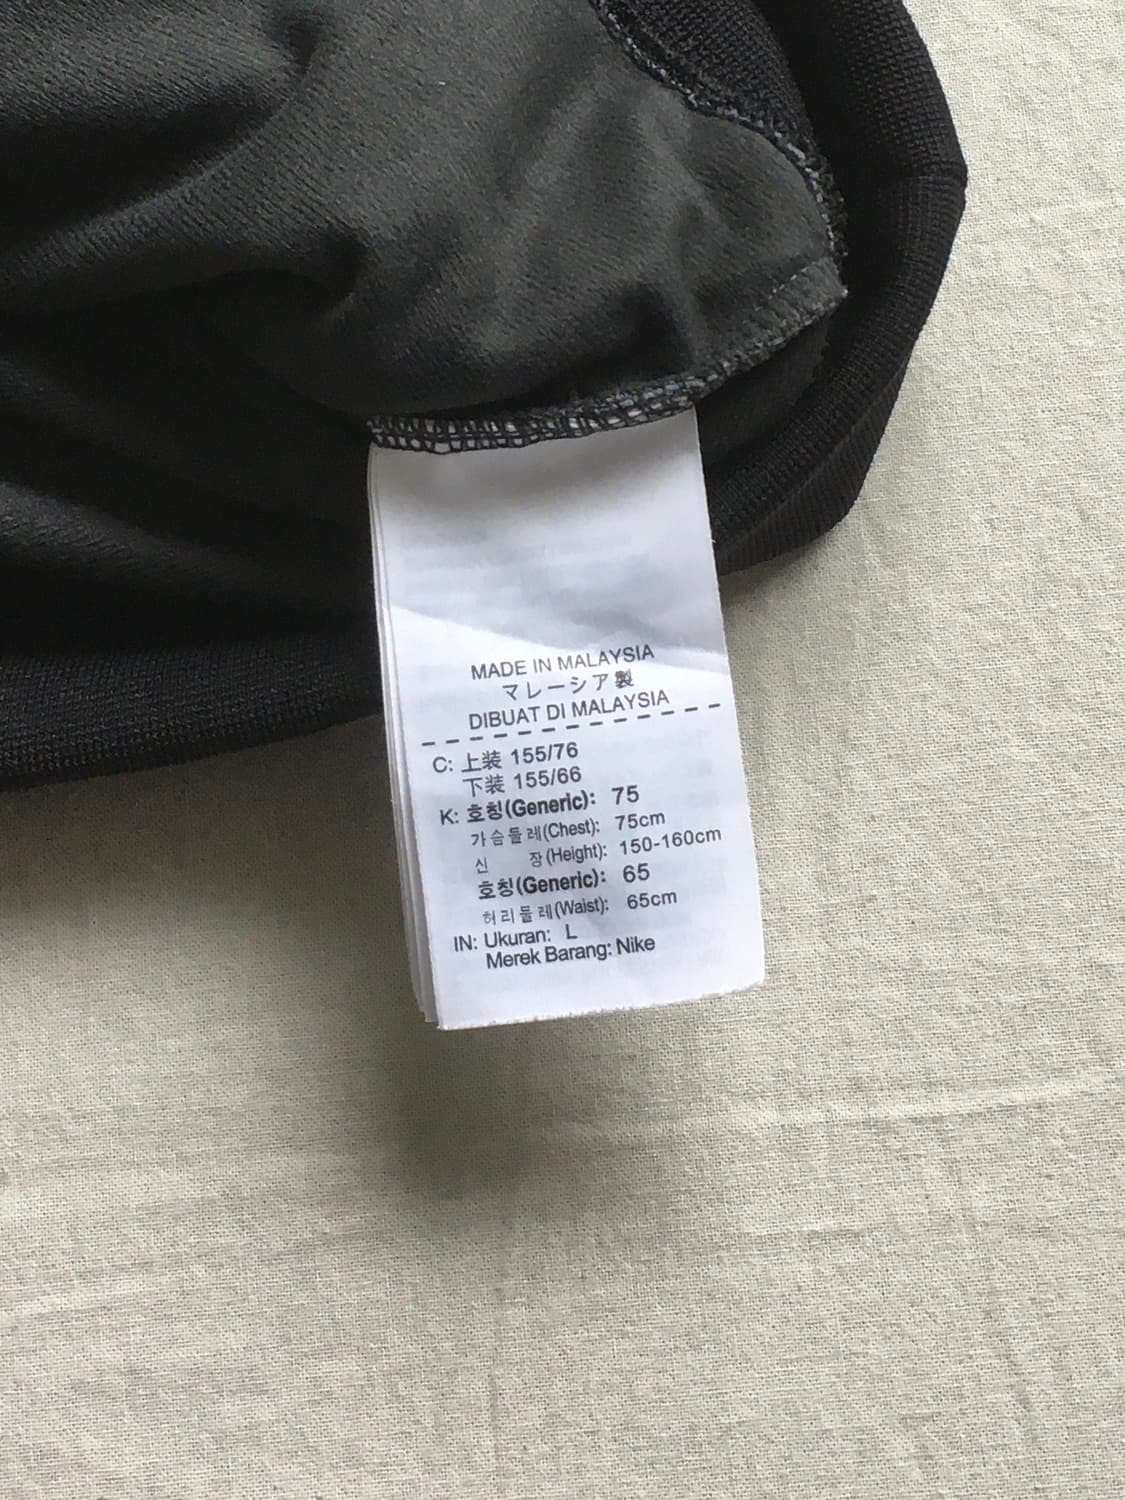 MADE IN MALAYSIA
マレーシア製
DIBUAT DI MALAYSIA
C: 上装 155/76
下装 155/66
K: 호칭(Generic): 75
가슴둘레(Chest): 75cm
신 장(Height): 150-160cm
호칭(Generic): 65
허리둘레(Waist): 65cm
IN: Ukuran: L
Merek Barang: Nike